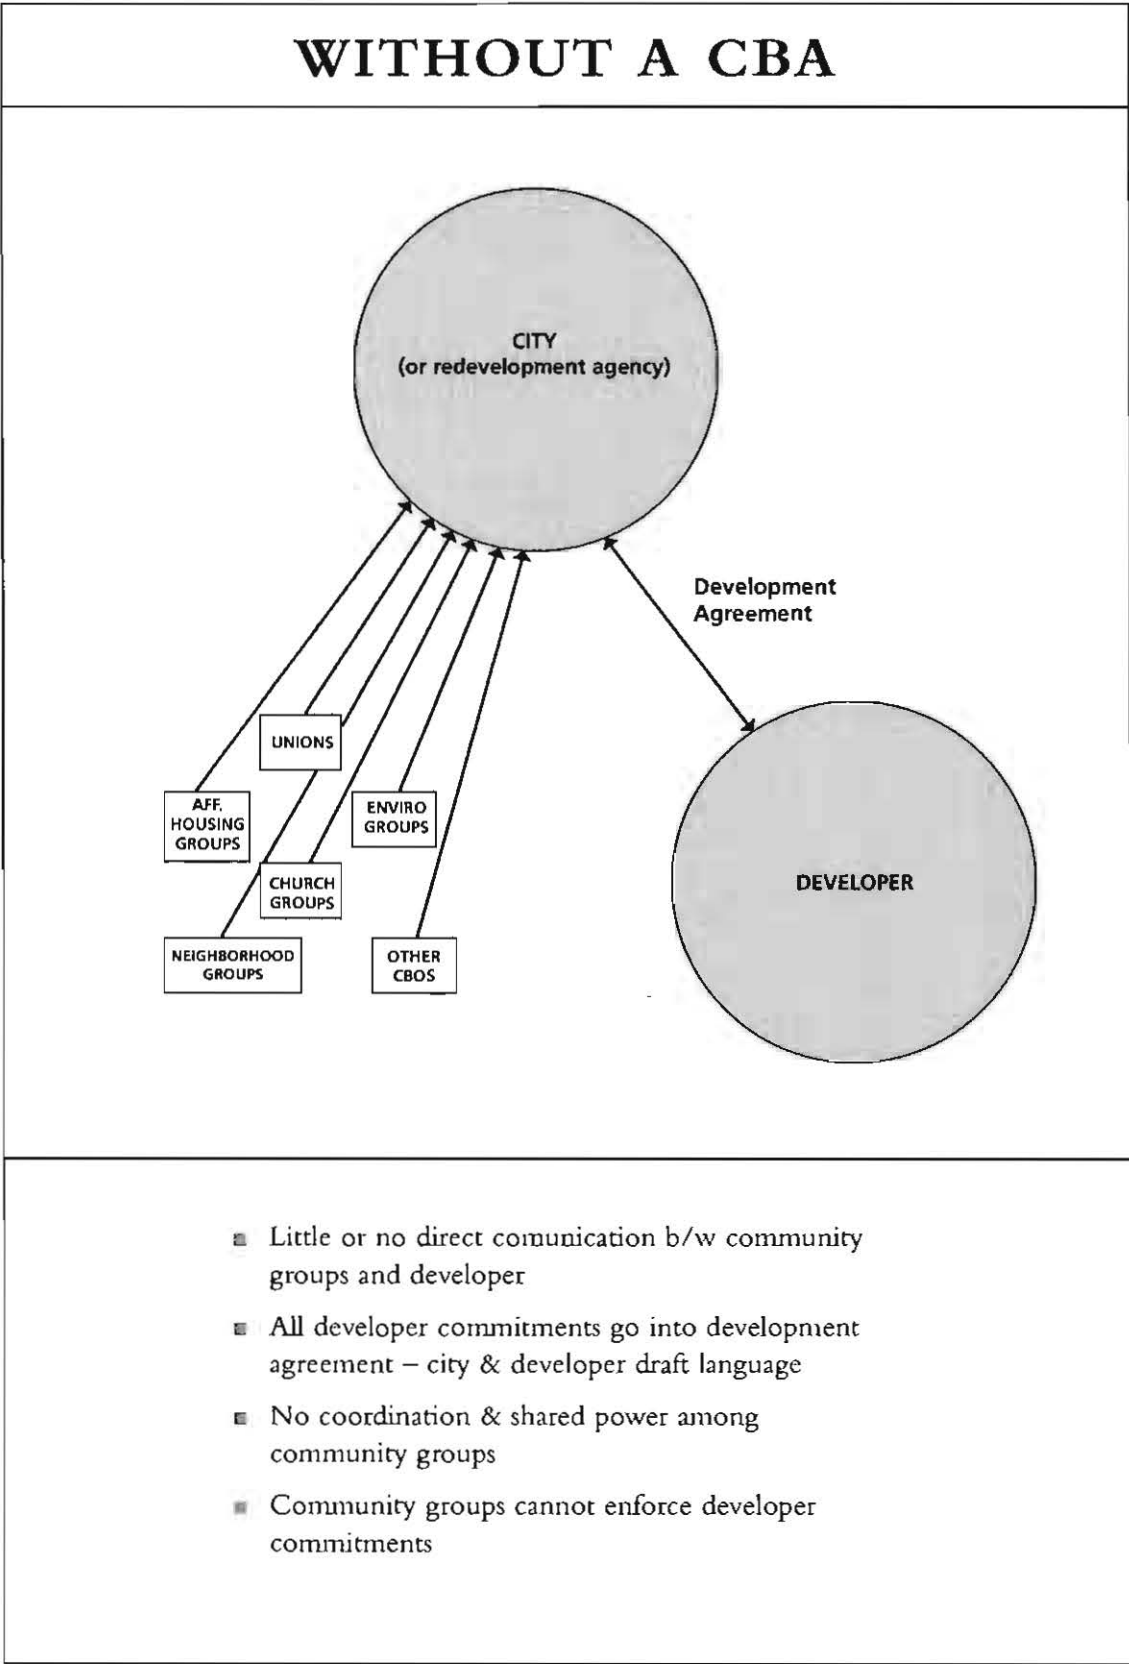 WITHOUT A CBA
CITY
(or redevelopment agency)
Development
Agreement
UNIONS
AFF.
HOUSING
GROUPS
ENVIRO
GROUPS
CHURCH
GROUPS
DEVELOPER
NEIGHBORHOOD
GROUPS
OTHER
CBOS
Little or no direct comunication b/w community
groups and developer
All developer commitments go into development
agreement – city & developer draft language
No coordination & shared power among
community groups
Community groups cannot enforce developer
commitments